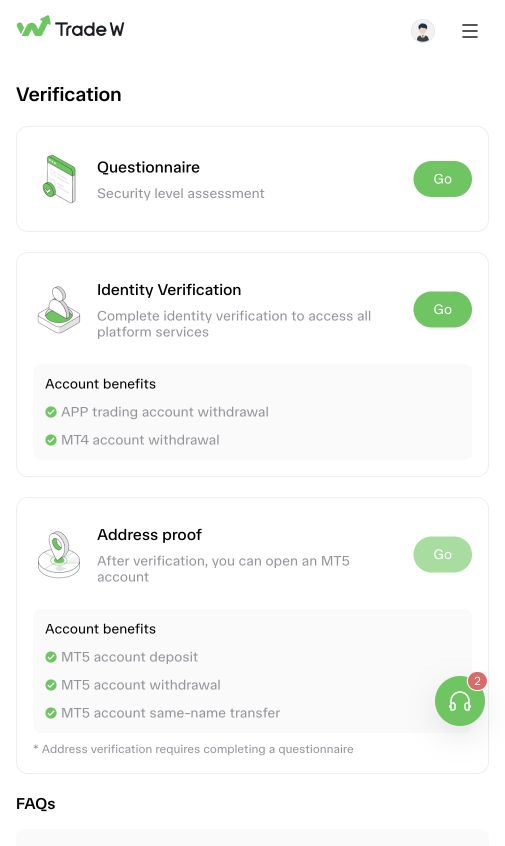 Trade W
Verification
Questionnaire
Security level assessment
Go
Identity Verification
Complete identity verification to access all
platform services
Go
Account benefits
APP trading account withdrawal
MT4 account withdrawal
Address proof
After verification, you can open an MT5
account
Go
Account benefits
MT5 account deposit
MT5 account withdrawal
MT5 account same-name transfer
2
* Address verification requires completing a questionnaire
FAQs